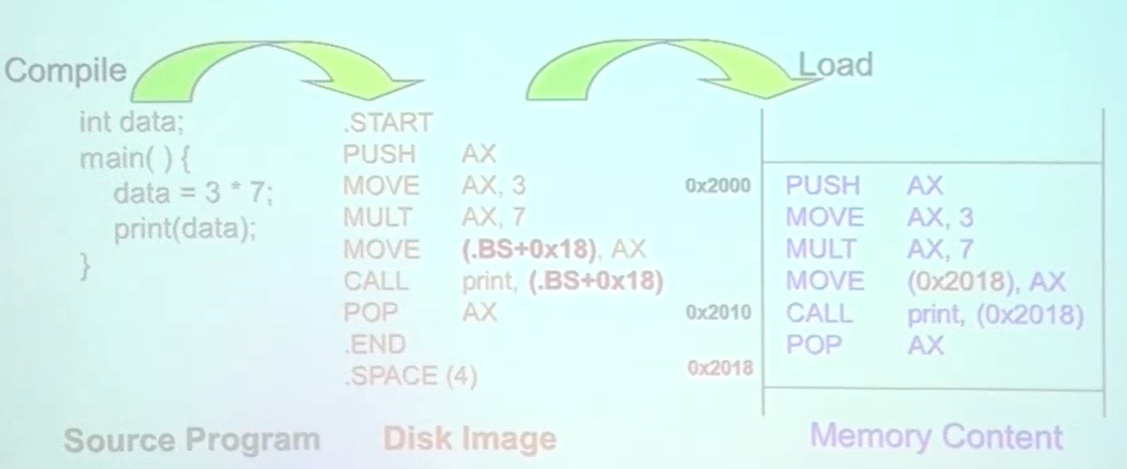 Compile
Load
int data;
main( ) {
data = 3 * 7;
print(data);
}
.START
PUSH AX
MOVE AX, 3
MULT AX, 7
MOVE (.BS+0x18), AX
CALL print, (.BS+0x18)
POP AX
.END
.SPACE (4)
0x2000 PUSH AX
MOVE AX, 3
MULT AX, 7
MOVE (0x2018), AX
0x2010 CALL print, (0x2018)
POP AX
0x2018
Source Program
Disk Image
Memory Content